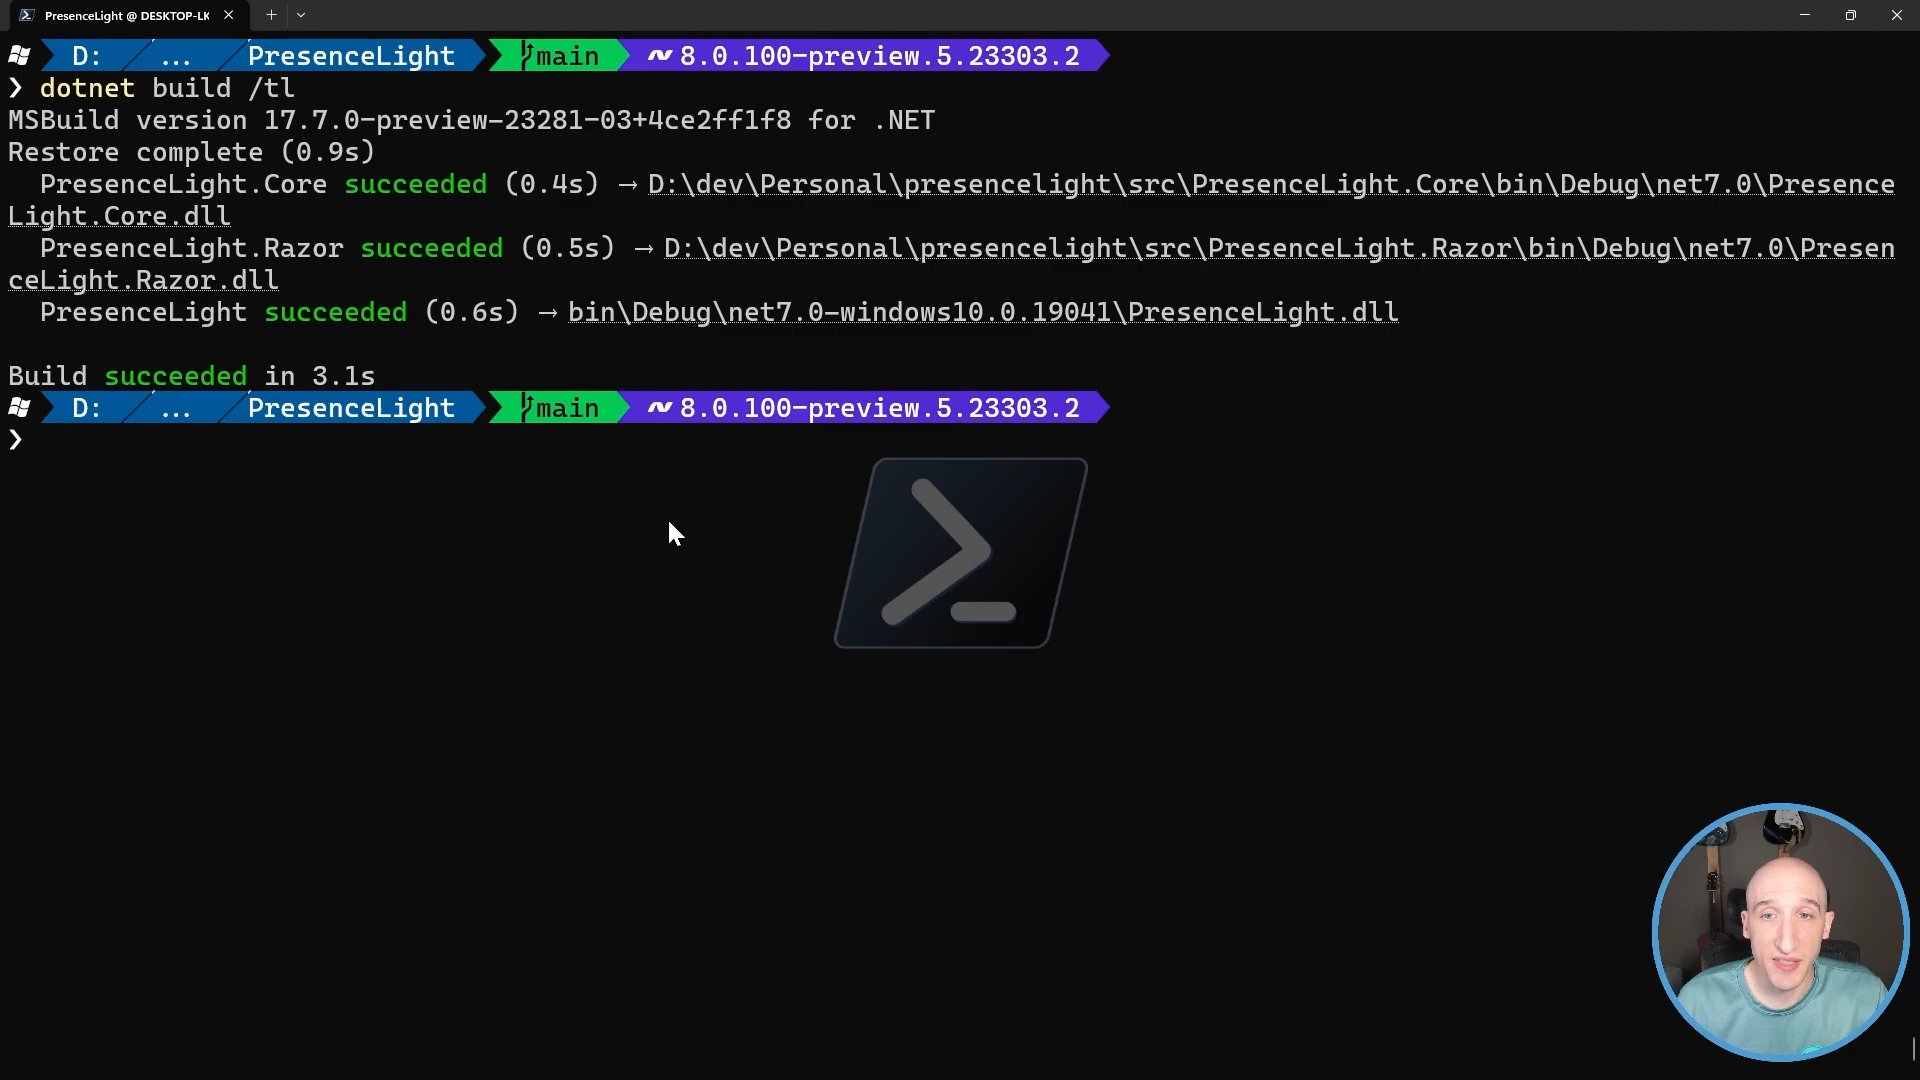 PresenceLight @ DESKTOP-LK
D: ... PresenceLight main 8.0.100-preview.5.23303.2
❯ dotnet build /tl
MSBuild version 17.7.0-preview-23281-03+4ce2ff1f8 for .NET
Restore complete (0.9s)
PresenceLight.Core succeeded (0.4s) → D:\dev\Personal\presencelight\src\PresenceLight.Core\bin\Debug\net7.0\Presence
Light.Core.dll
PresenceLight.Razor succeeded (0.5s) → D:\dev\Personal\presencelight\src\PresenceLight.Razor\bin\Debug\net7.0\Presen
ceLight.Razor.dll
PresenceLight succeeded (0.6s) → bin\Debug\net7.0-windows10.0.19041\PresenceLight.dll
Build succeeded in 3.1s
D: ... PresenceLight main 8.0.100-preview.5.23303.2
❯